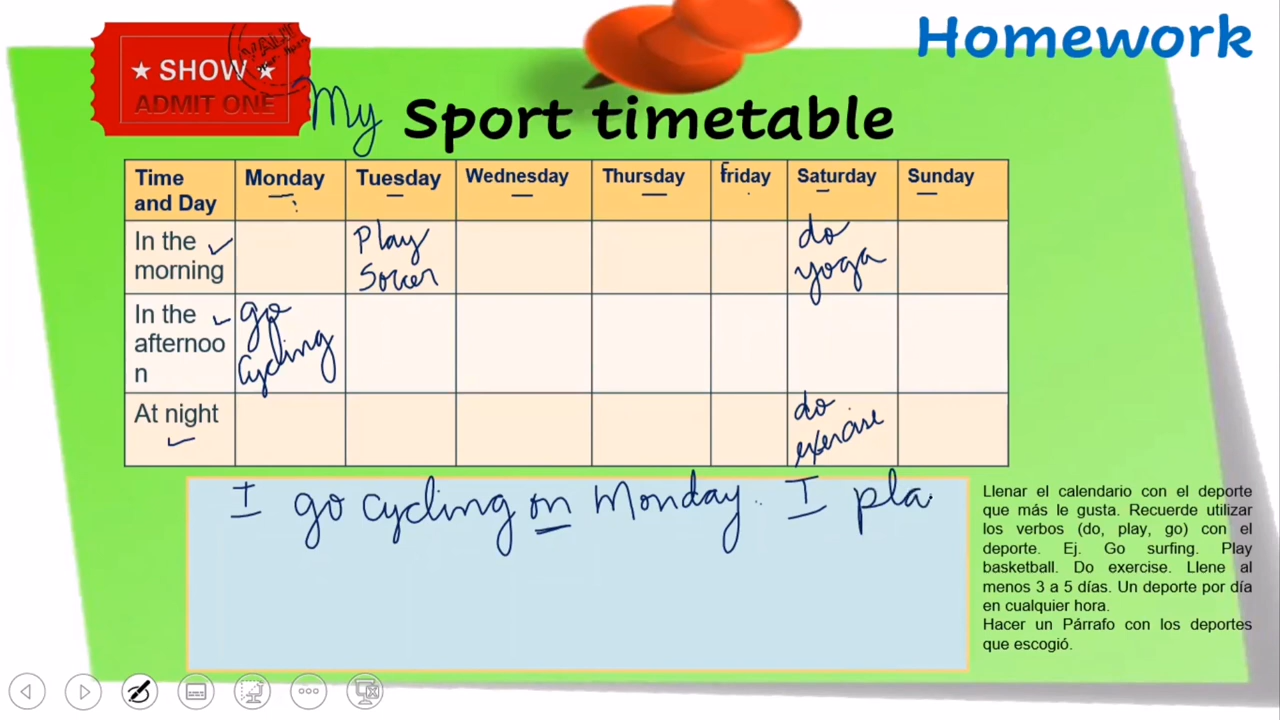 Homework
★ SHOW ★
ADMIT ONE
My Sport timetable
Time and Day
Monday
Tuesday
Wednesday
Thursday
friday
Saturday
Sunday
In the
morning
Play
Soccer
do
yoga
In the
afternoo
n
go
Cycling
At night
do
exercise
I go cycling on Monday. I pla
Llenar el calendario con el deporte
que más le gusta. Recuerde utilizar
los verbos (do, play, go) con el
deporte. Ej. Go surfing. Play
basketball. Do exercise. Llene al
menos 3 a 5 días. Un deporte por día
en cualquier hora.
Hacer un Párrafo con los deportes
que escogió.